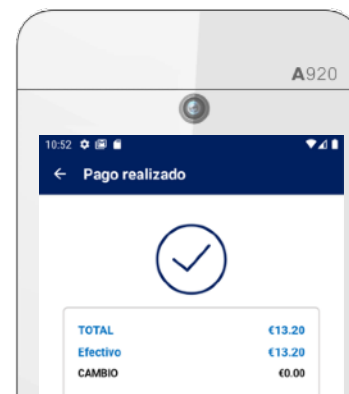 A920
10:52
Pago realizado
TOTAL €13.20
Efectivo €13.20
CAMBIO €0.00